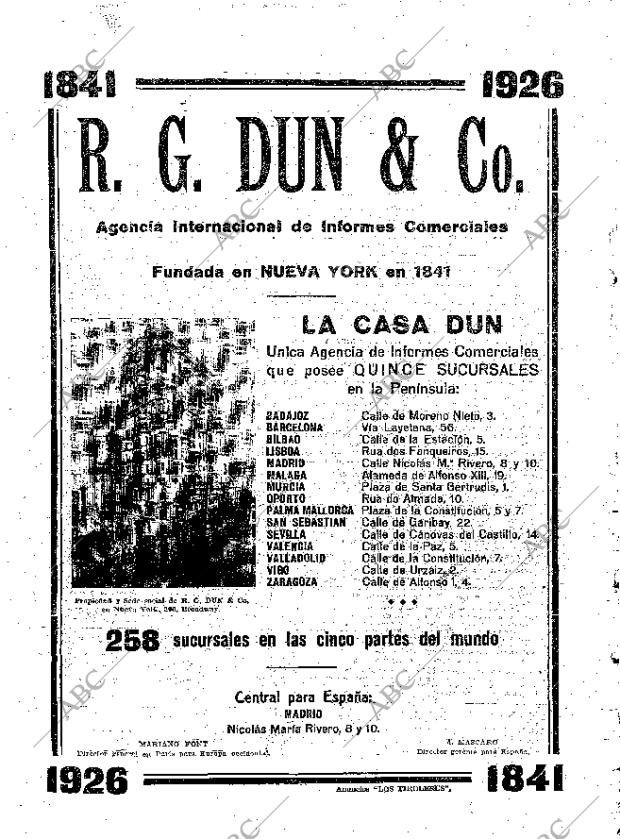 1841 1926
R. G. DUN & Co.
Agencia Internacional de Informes Comerciales
Fundada en NUEVA YORK en 1841
LA CASA DUN
Unica Agencia de Informes Comerciales
que posee QUINCE SUCURSALES
en la Península:
BADAJOZ Calle de Moreno Nieto, 3.
BARCELONA Vía Layetana, 56.
BILBAO Calle de la Estación, 5.
LISBOA Rua dos Fanqueiros, 15.
MADRID Calle Nicolás M.ª Rivero, 8 y 10.
MALAGA Alameda de Alfonso XIII, 19.
MURCIA Plaza de Santa Gertrudis, 1.
OPORTO Rua do Almada, 10.
PALMA MALLORCA Plaza de la Constitución, 5 y 7.
SAN SEBASTIAN Calle de Garibay, 22.
SEVILLA Calle de Cánovas del Castillo, 14.
VALENCIA Calle de la Paz, 5.
VALLADOLID Calle de la Constitución, 7.
VIGO Calle de Urzaiz, 2.
ZARAGOZA Calle de Alfonso I, 4.
Propiedad y Sede social de R. G. DUN & Co.
en Nueva York, 290, Broadway.
258 sucursales en las cinco partes del mundo
Central para España:
MADRID
Nicolás María Rivero, 8 y 10.
MARIANO FONT A. MASCARO
Director general en París para Europa occidental. Director gerente para España.
1926 1841
Anuncios "LOS TIROLESES".
ABC